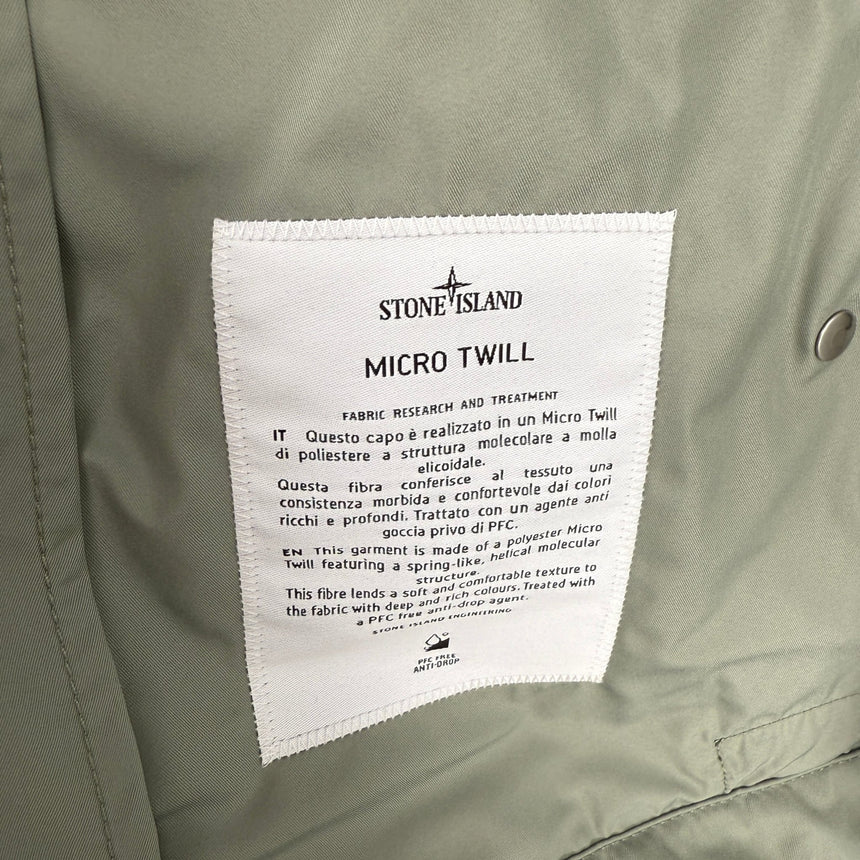 STONE ISLAND
MICRO TWILL
FABRIC RESEARCH AND TREATMENT
IT Questo capo è realizzato in un Micro Twill
di poliestere a struttura molecolare a molla
elicoidale.
Questa fibra conferisce al tessuto una
consistenza morbida e confortevole dai colori
ricchi e profondi. Trattato con un agente anti
goccia privo di PFC.
EN This garment is made of a polyester Micro
Twill featuring a spring-like, helical molecular
structure.
This fibre lends a soft and comfortable texture to
the fabric with deep and rich colours. Treated with
a PFC free anti-drop agent.
STONE ISLAND ENGINEERING
PFC FREE
ANTI-DROP